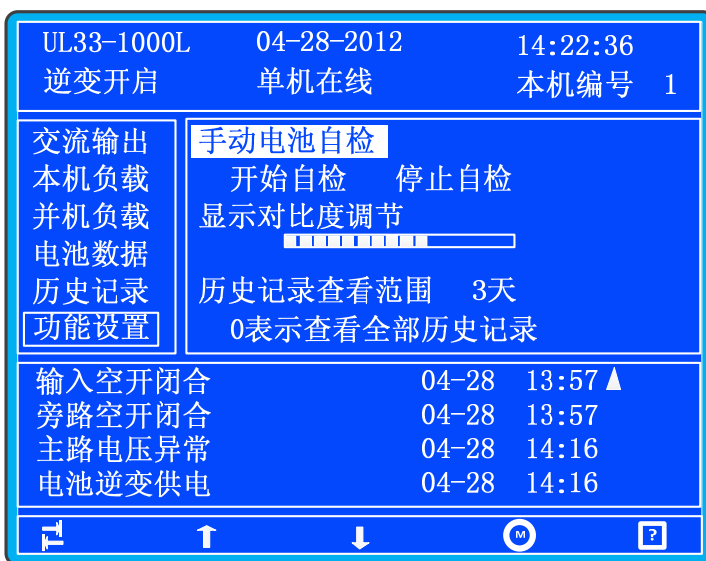 UL33-1000L 04-28-2012 14:22:36
逆变开启 单机在线 本机编号 1
交流输出
本机负载
并机负载
电池数据
历史记录
功能设置
手动电池自检
开始自检 停止自检
显示对比度调节
历史记录查看范围 3天
0表示查看全部历史记录
输入空开闭合 04-28 13:57
旁路空开闭合 04-28 13:57
主路电压异常 04-28 14:16
电池逆变供电 04-28 14:16
M ?